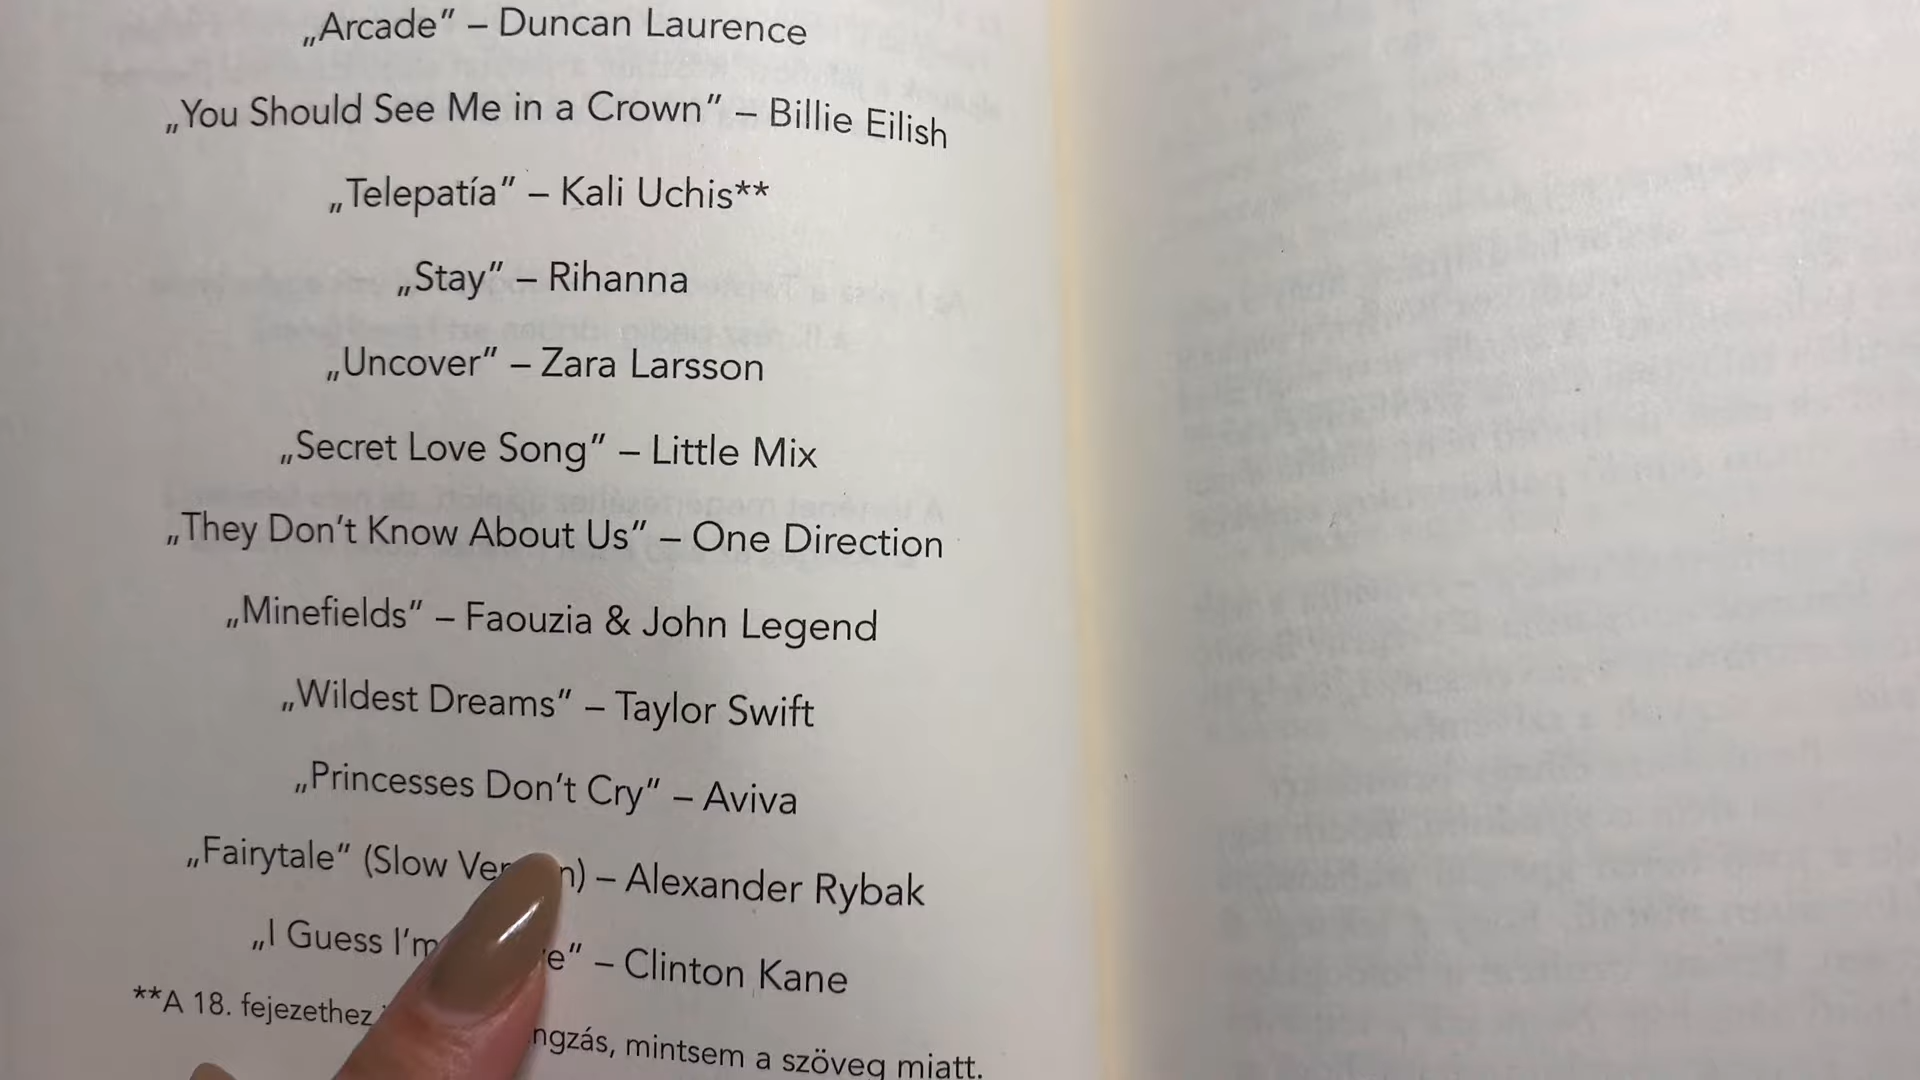 „Arcade” – Duncan Laurence
„You Should See Me in a Crown” – Billie Eilish
„Telepatía” – Kali Uchis**
„Stay” – Rihanna
„Uncover” – Zara Larsson
„Secret Love Song” – Little Mix
„They Don’t Know About Us” – One Direction
„Minefields” – Faouzia & John Legend
„Wildest Dreams” – Taylor Swift
„Princesses Don’t Cry” – Aviva
„Fairytale” (Slow – Alexander Rybak
„I Guess I’m – Clinton Kane
**A 18. fejezethez mintsem a szöveg miatt.